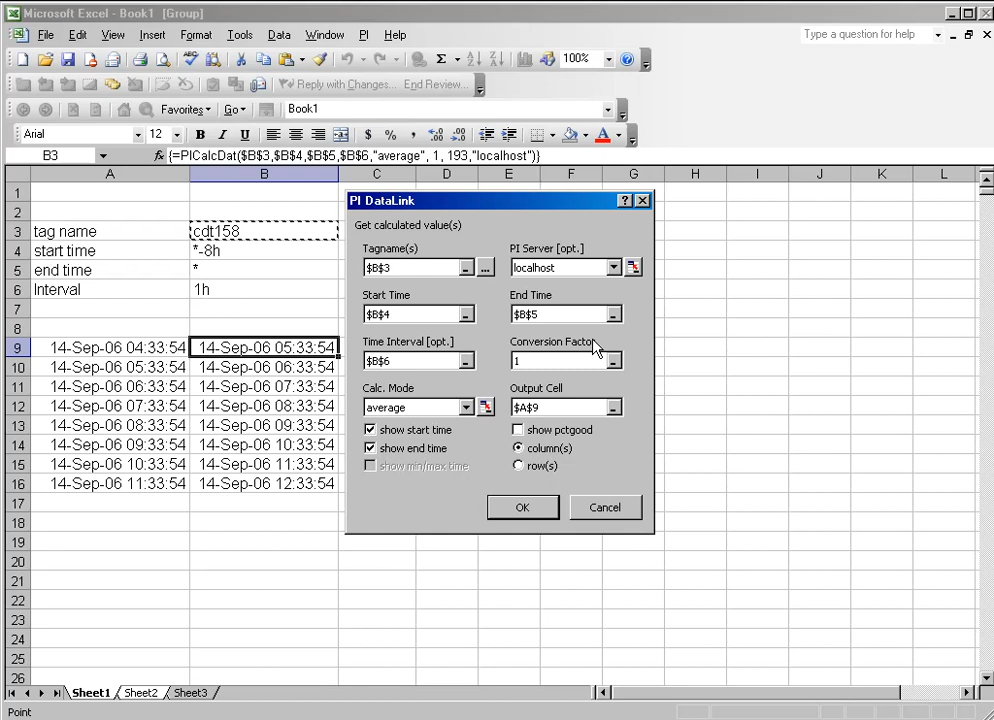 Microsoft Excel - Book1 [Group]
File Edit View Insert Format Tools Data Window PI Help
Type a question for help
Σ 100%
Reply with Changes... End Review...
Favorites Go Book1
Arial 12 B I U $ % , A
B3 fx {=PICalcDat($B$3,$B$4,$B$5,$B$6,"average", 1, 193,"localhost")}
A B C D E F G H I J K L
1
2
3 tag name cdt158
4 start time *-8h
5 end time *
6 Interval 1h
7
8
9 14-Sep-06 04:33:54 14-Sep-06 05:33:54
10 14-Sep-06 05:33:54 14-Sep-06 06:33:54
11 14-Sep-06 06:33:54 14-Sep-06 07:33:54
12 14-Sep-06 07:33:54 14-Sep-06 08:33:54
13 14-Sep-06 08:33:54 14-Sep-06 09:33:54
14 14-Sep-06 09:33:54 14-Sep-06 10:33:54
15 14-Sep-06 10:33:54 14-Sep-06 11:33:54
16 14-Sep-06 11:33:54 14-Sep-06 12:33:54
17
18
19
20
21
22
23
24
25
26
PI DataLink
Get calculated value(s)
Tagname(s) PI Server [opt.]
$B$3 ... localhost
Start Time End Time
$B$4 $B$5
Time Interval [opt.] Conversion Factor
$B$6 1
Calc. Mode Output Cell
average $A$9
show start time show pctgood
show end time column(s)
show min/max time row(s)
OK Cancel
Sheet1 Sheet2 Sheet3
Point